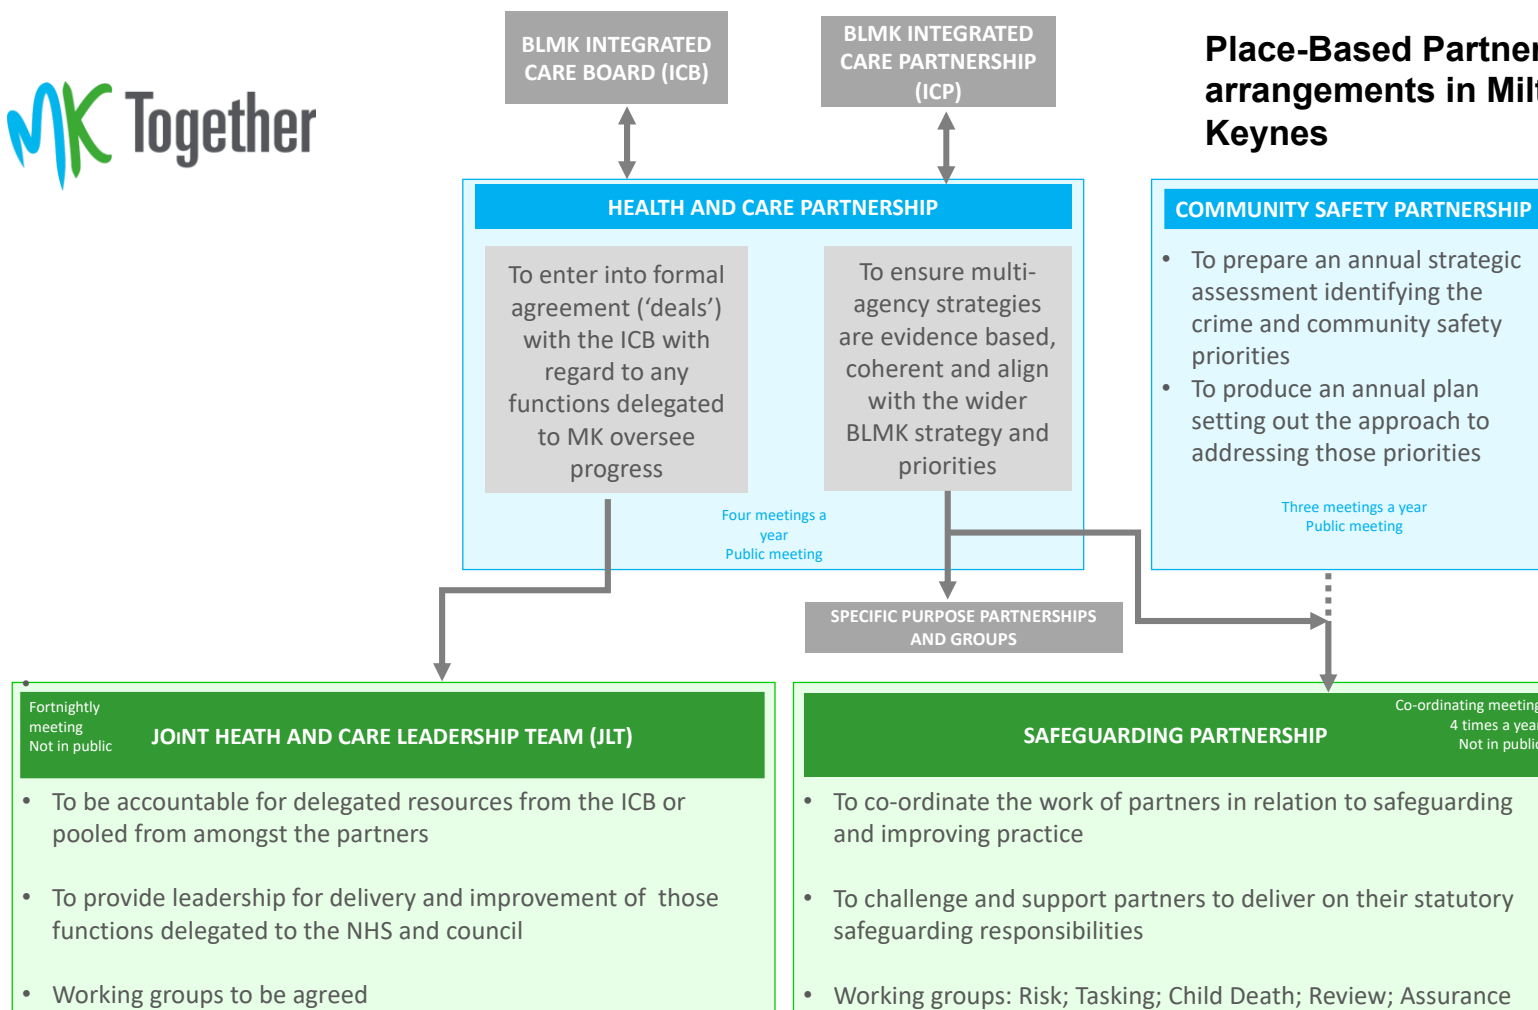 MK Together
BLMK INTEGRATED
CARE BOARD (ICB)
BLMK INTEGRATED
CARE PARTNERSHIP
(ICP)
Place-Based Partner
arrangements in Milt
Keynes
HEALTH AND CARE PARTNERSHIP
To enter into formal
agreement (‘deals’)
with the ICB with
regard to any
functions delegated
to MK oversee
progress
To ensure multi-
agency strategies
are evidence based,
coherent and align
with the wider
BLMK strategy and
priorities
Four meetings a
year
Public meeting
COMMUNITY SAFETY PARTNERSHIP
• To prepare an annual strategic
assessment identifying the
crime and community safety
priorities
• To produce an annual plan
setting out the approach to
addressing those priorities
Three meetings a year
Public meeting
SPECIFIC PURPOSE PARTNERSHIPS
AND GROUPS
•
Fortnightly
meeting
Not in public
JOINT HEATH AND CARE LEADERSHIP TEAM (JLT)
• To be accountable for delegated resources from the ICB or
pooled from amongst the partners
• To provide leadership for delivery and improvement of  those
functions delegated to the NHS and council
• Working groups to be agreed
SAFEGUARDING PARTNERSHIP
Co-ordinating meeting
4 times a year
Not in public
• To co-ordinate the work of partners in relation to safeguarding
and improving practice
• To challenge and support partners to deliver on their statutory
safeguarding responsibilities
• Working groups: Risk; Tasking; Child Death; Review; Assurance